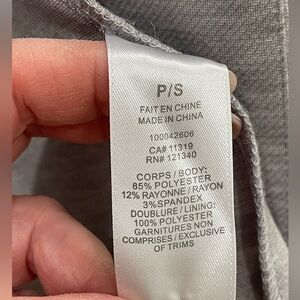 P/S
FAIT EN CHINE
MADE IN CHINA
100042606
CA# 11319
RN# 121340
CORPS / BODY:
85% POLYESTER
12% RAYONNE / RAYON
3% SPANDEX
DOUBLURE / LINING:
100% POLYESTER
GARNITURES NON
COMPRISES / EXCLUSIVE
OF TRIMS